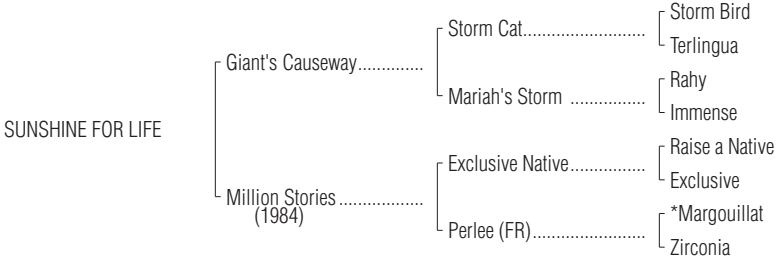 Storm Bird
Storm Cat..........................
Terlingua
Giant's Causeway..............
Rahy
Mariah's Storm ................
Immense
SUNSHINE FOR LIFE
Raise a Native
Exclusive Native................
Exclusive
Million Stories ..................
(1984)
*Margouillat
Perlee (FR)........................
Zirconia